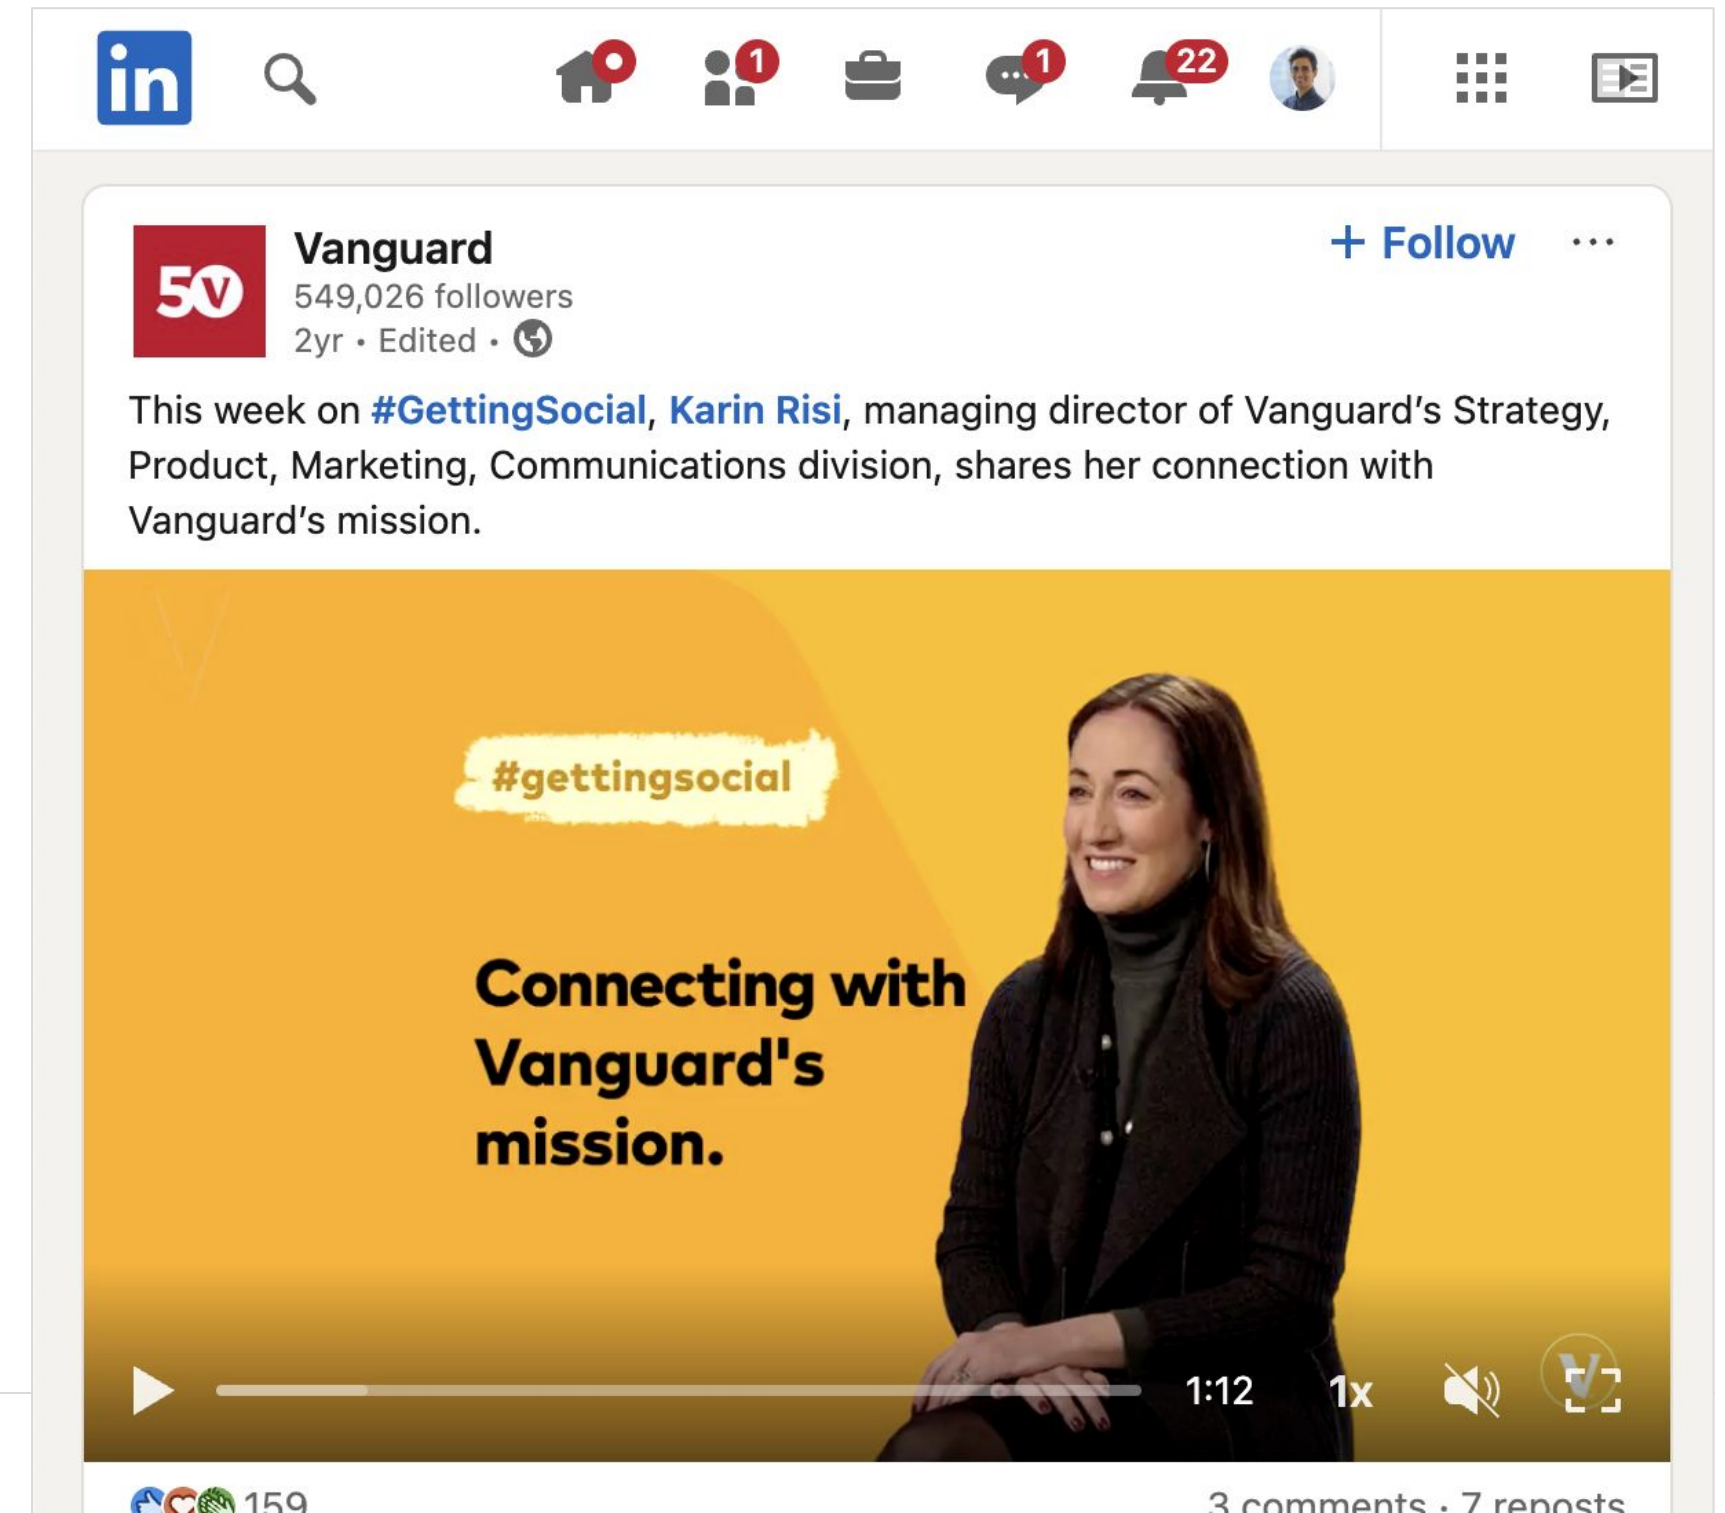 in
1
1
22
50
Vanguard
+ Follow ...
549,026 followers
2yr • Edited •
This week on #GettingSocial, Karin Risi, managing director of Vanguard’s Strategy,
Product, Marketing, Communications division, shares her connection with
Vanguard’s mission.
#gettingsocial
Connecting with
Vanguard's
mission.
1:12 1x
V
159 3 comments · 7 reposts